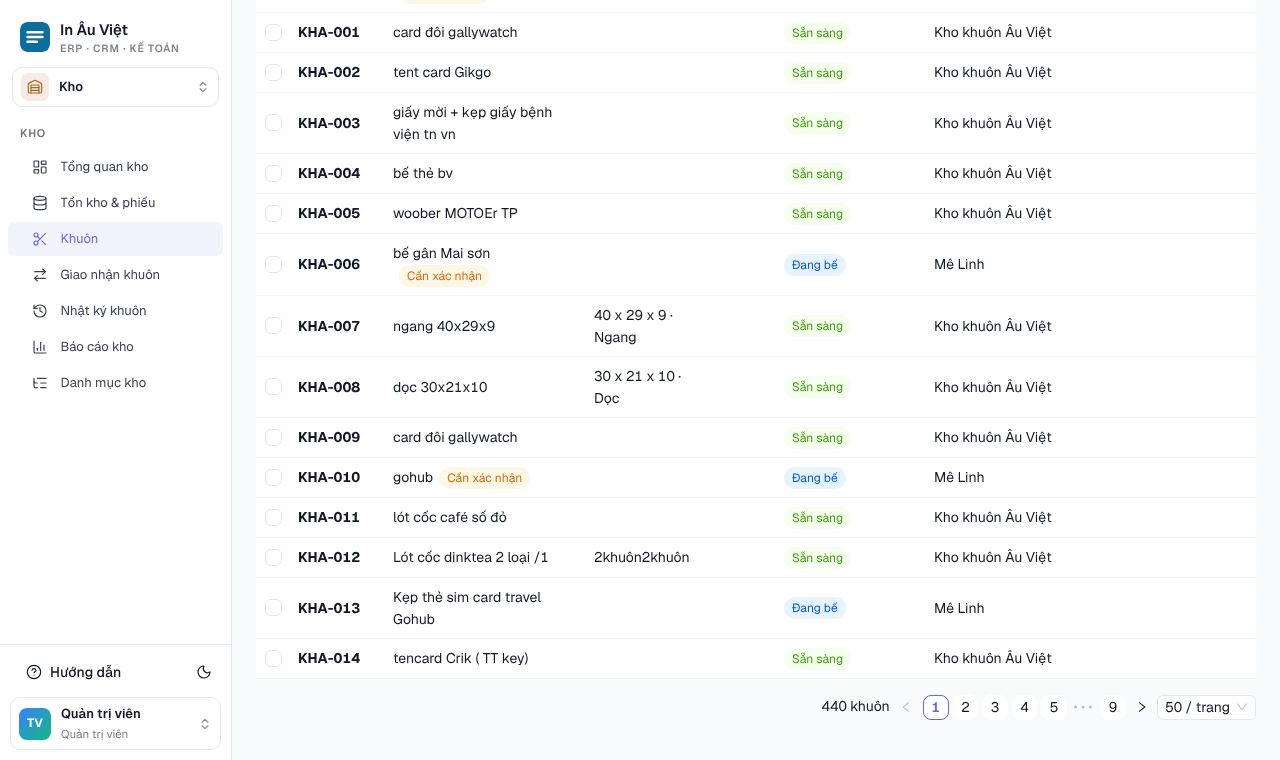 In Âu Việt
ERP · CRM · KẾ TOÁN
Kho
KHO
Tổng quan kho
Tồn kho & phiếu
Khuôn
Giao nhận khuôn
Nhật ký khuôn
Báo cáo kho
Danh mục kho
Hướng dẫn
TV
Quản trị viên
Quản trị viên
KHA-001 card đôi gallywatch Sẵn sàng Kho khuôn Âu Việt
KHA-002 tent card Gikgo Sẵn sàng Kho khuôn Âu Việt
KHA-003 giấy mời + kẹp giấy bệnh viện tn vn Sẵn sàng Kho khuôn Âu Việt
KHA-004 bế thẻ bv Sẵn sàng Kho khuôn Âu Việt
KHA-005 woober MOTOEr TP Sẵn sàng Kho khuôn Âu Việt
KHA-006 bế gân Mai sơn Cần xác nhận Đang bế Mê Linh
KHA-007 ngang 40x29x9 40 x 29 x 9 · Ngang Sẵn sàng Kho khuôn Âu Việt
KHA-008 dọc 30x21x10 30 x 21 x 10 · Dọc Sẵn sàng Kho khuôn Âu Việt
KHA-009 card đôi gallywatch Sẵn sàng Kho khuôn Âu Việt
KHA-010 gohub Cần xác nhận Đang bế Mê Linh
KHA-011 lót cốc café số đỏ Sẵn sàng Kho khuôn Âu Việt
KHA-012 Lót cốc dinktea 2 loại /1 2khuôn2khuôn Sẵn sàng Kho khuôn Âu Việt
KHA-013 Kẹp thẻ sim card travel Gohub Đang bế Mê Linh
KHA-014 tencard Crik ( TT key) Sẵn sàng Kho khuôn Âu Việt
440 khuôn 1 2 3 4 5 ••• 9 50 / trang